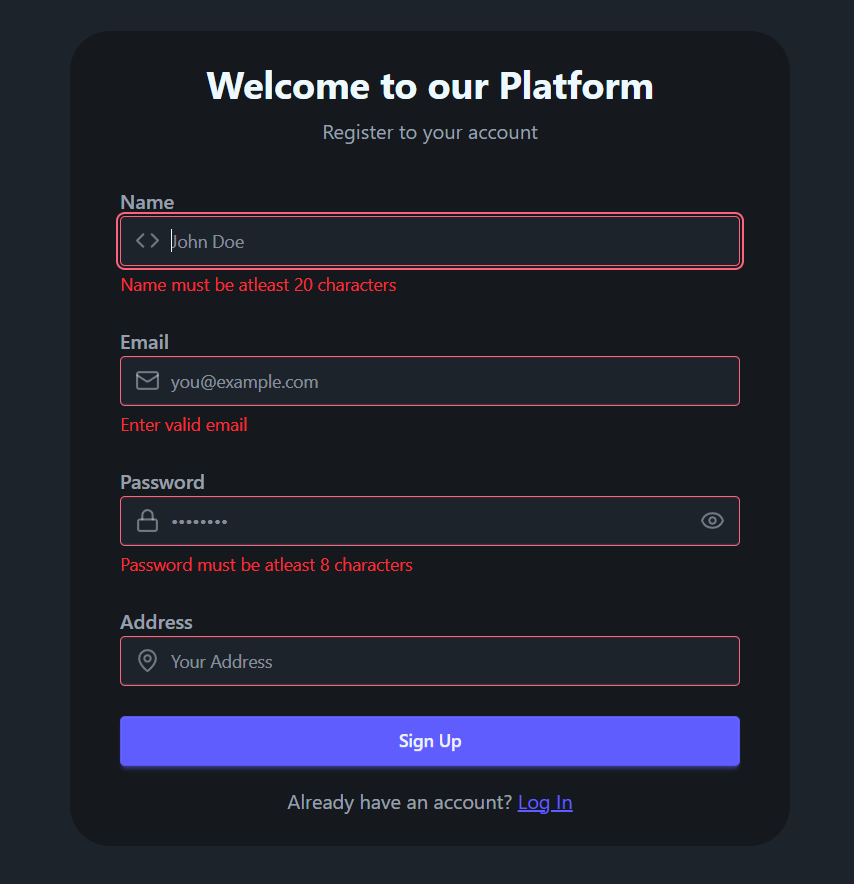 Welcome to our Platform
Register to your account
Name
John Doe
Name must be atleast 20 characters
Email
you@example.com
Enter valid email
Password
••••••••
Password must be atleast 8 characters
Address
Your Address
Sign Up
Already have an account? Log In